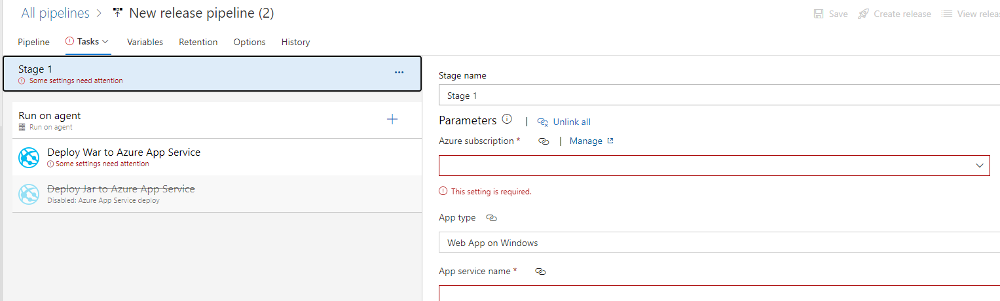 All pipelines > New release pipeline (2)
Save Create release View relea
Pipeline Tasks Variables Retention Options History
Stage 1
Some settings need attention
Run on agent
Run on agent
Deploy War to Azure App Service
Some settings need attention
Deploy Jar to Azure App Service
Disabled: Azure App Service deploy
Stage name
Stage 1
Parameters | Unlink all
Azure subscription * | Manage
This setting is required.
App type
Web App on Windows
App service name *